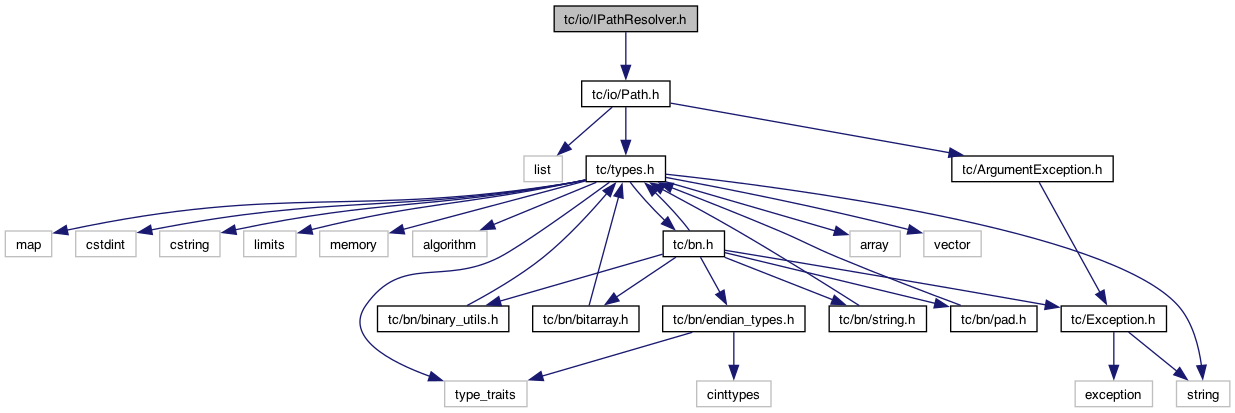 tc/io/IPathResolver.h
tc/io/Path.h
list
tc/types.h
tc/ArgumentException.h
map
cstdint
cstring
limits
memory
algorithm
tc/bn.h
array
vector
tc/bn/binary_utils.h
tc/bn/bitarray.h
tc/bn/endian_types.h
tc/bn/string.h
tc/bn/pad.h
tc/Exception.h
type_traits
cinttypes
exception
string